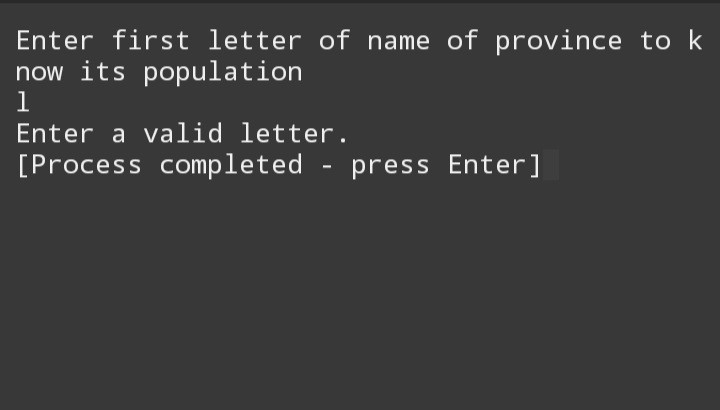 Enter first letter of name of province to k
now its population
l
Enter a valid letter.
[Process completed - press Enter]